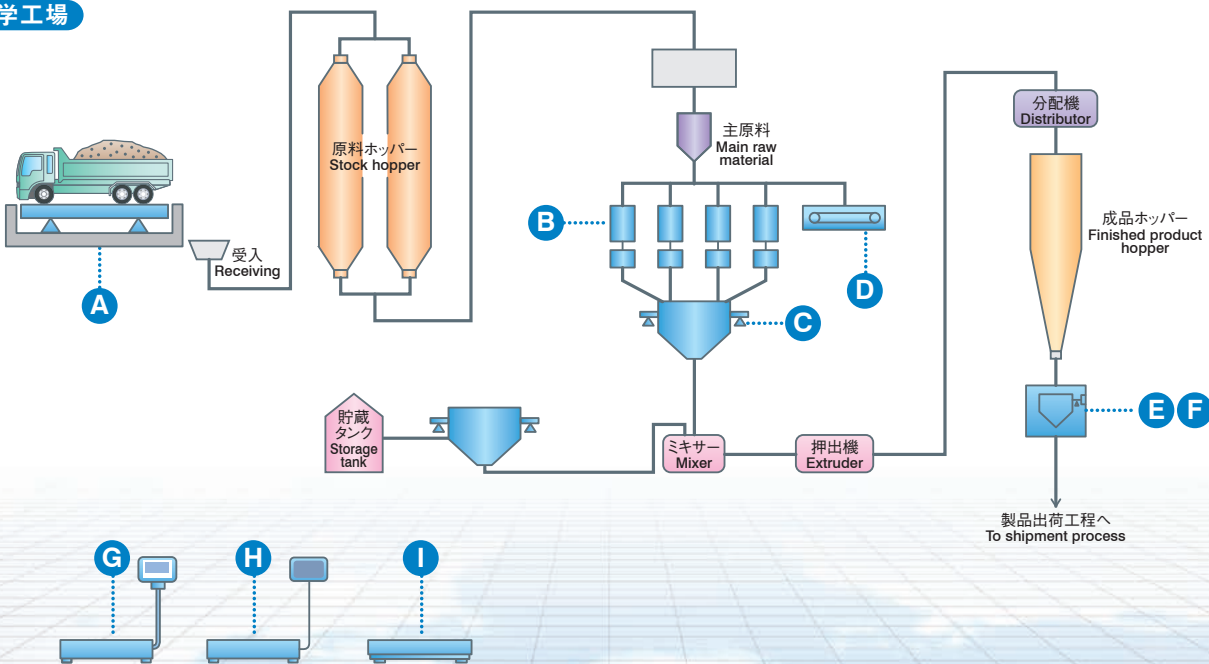 学工場
原料ホッパー
Stock hopper
主原料
Main raw
material
分配機
Distributor
受入
Receiving
成品ホッパー
Finished product
hopper
A
B
C
D
貯蔵
タンク
Storage
tank
ミキサー
Mixer
押出機
Extruder
E F
製品出荷工程へ
To shipment process
G
H
I